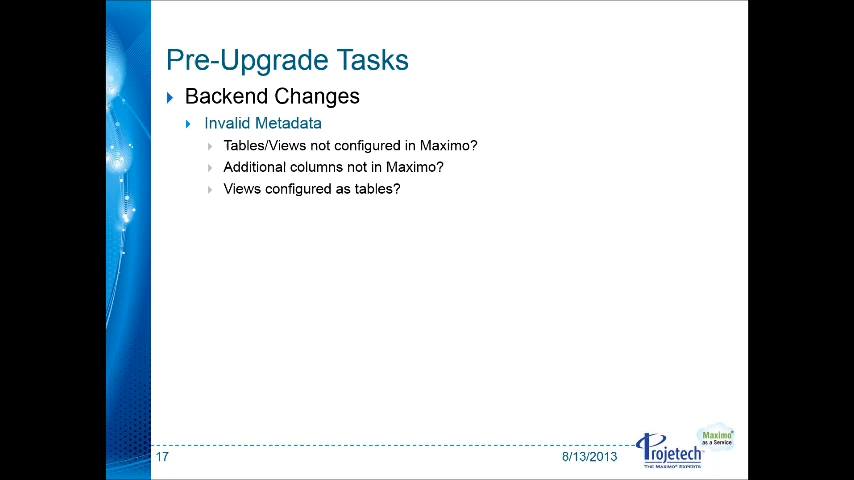 Pre-Upgrade Tasks
Backend Changes
Invalid Metadata
Tables/Views not configured in Maximo?
Additional columns not in Maximo?
Views configured as tables?
17
8/13/2013
Projetech
THE MAXIMO® EXPERTS
Maximo®
as a Service